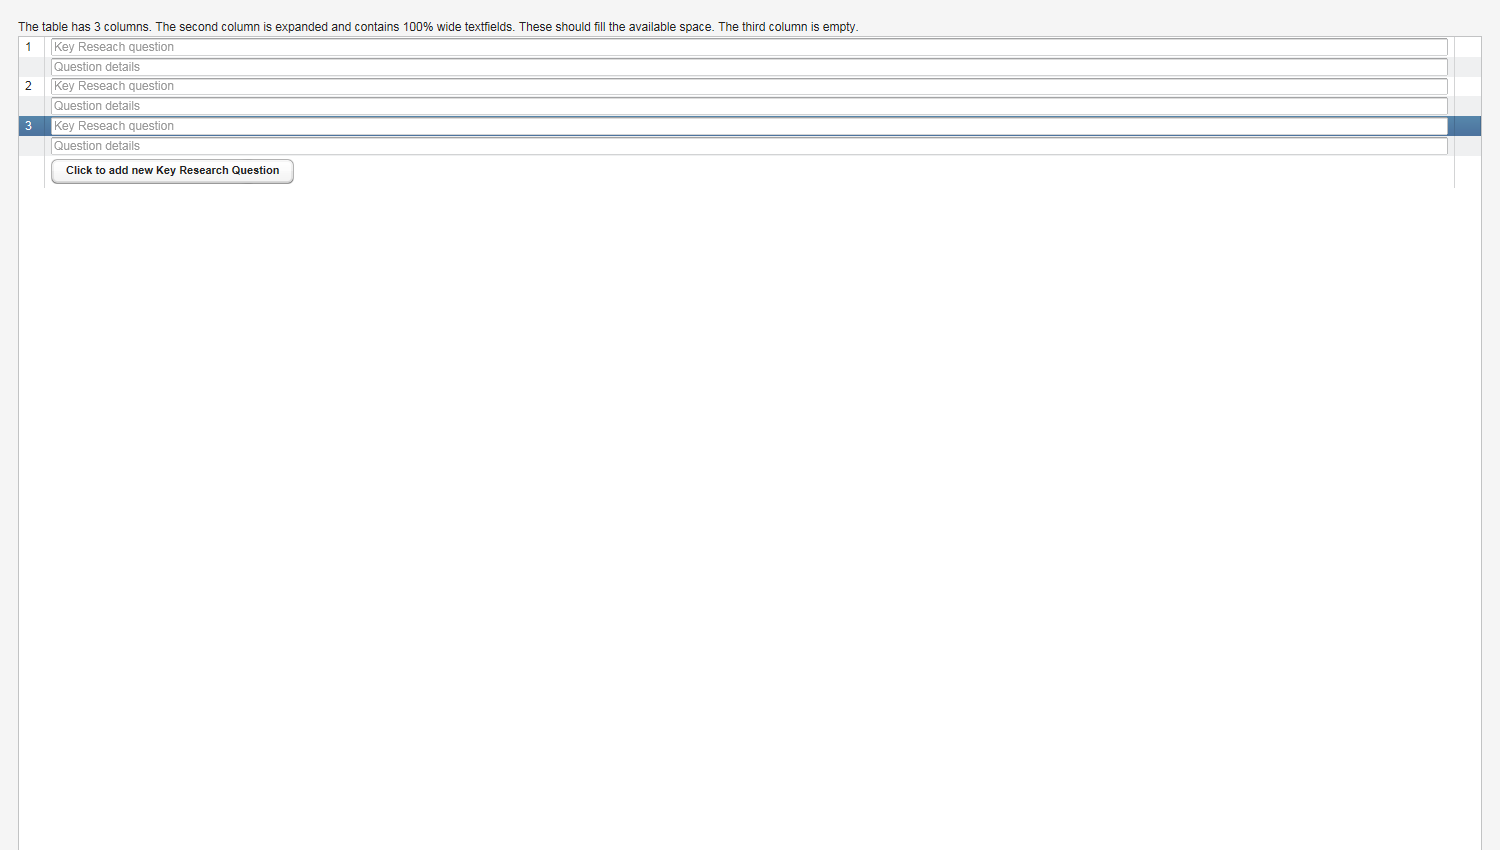 The table has 3 columns. The second column is expanded and contains 100% wide textfields. These should fill the available space. The third column is empty.
1 Key Reseach question
Question details
2 Key Reseach question
Question details
3 Key Reseach question
Question details
Click to add new Key Research Question